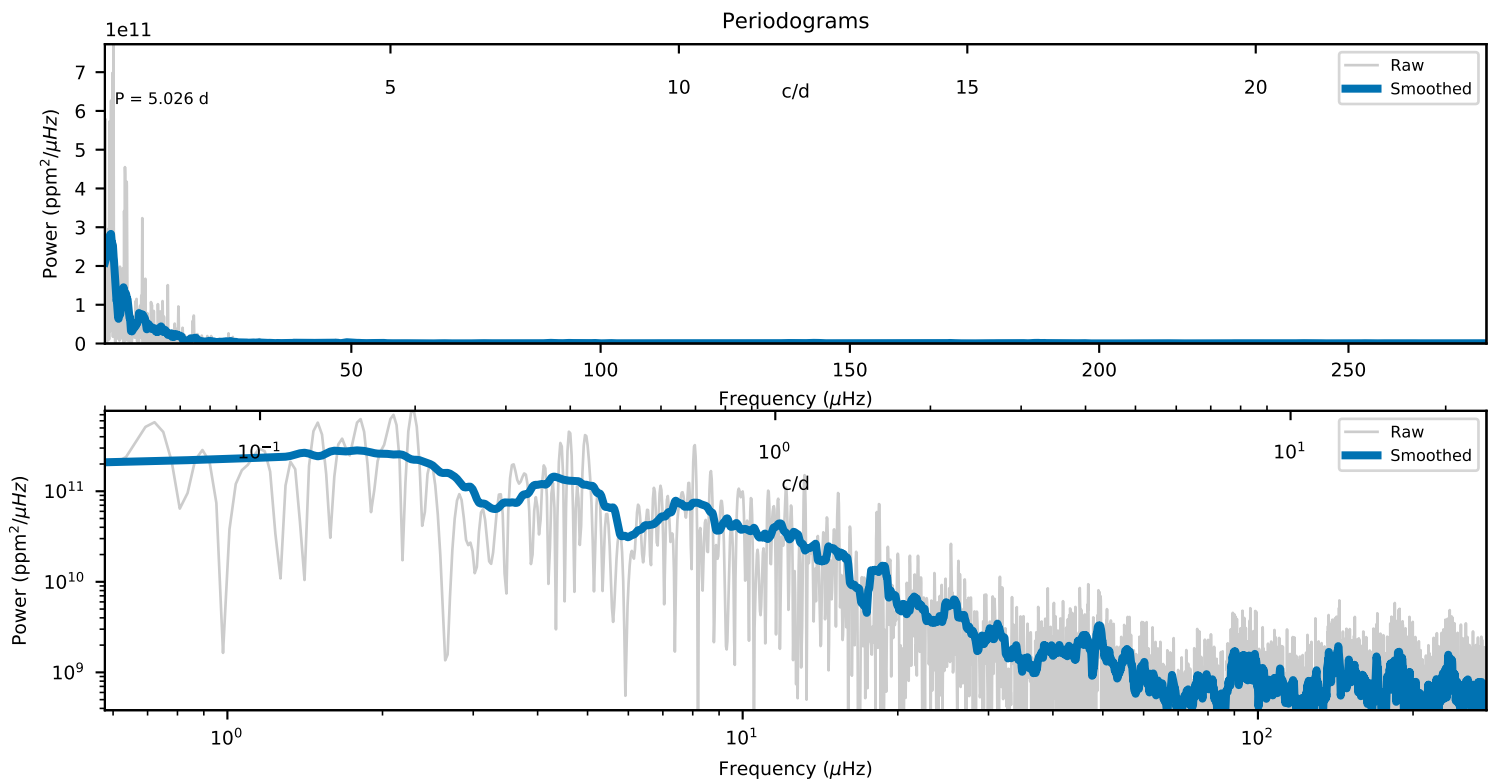 Periodograms
1e11
5 10 15 20
c/d
P = 5.026 d
Raw
Smoothed
Power (ppm²/μHz)
7
6
5
4
3
2
1
0
50 100 150 200 250
Frequency (μHz)
10⁻¹ 10⁰ 10¹
c/d
Raw
Smoothed
Power (ppm²/μHz)
10¹¹
10¹⁰
10⁹
10⁰ 10¹ 10²
Frequency (μHz)